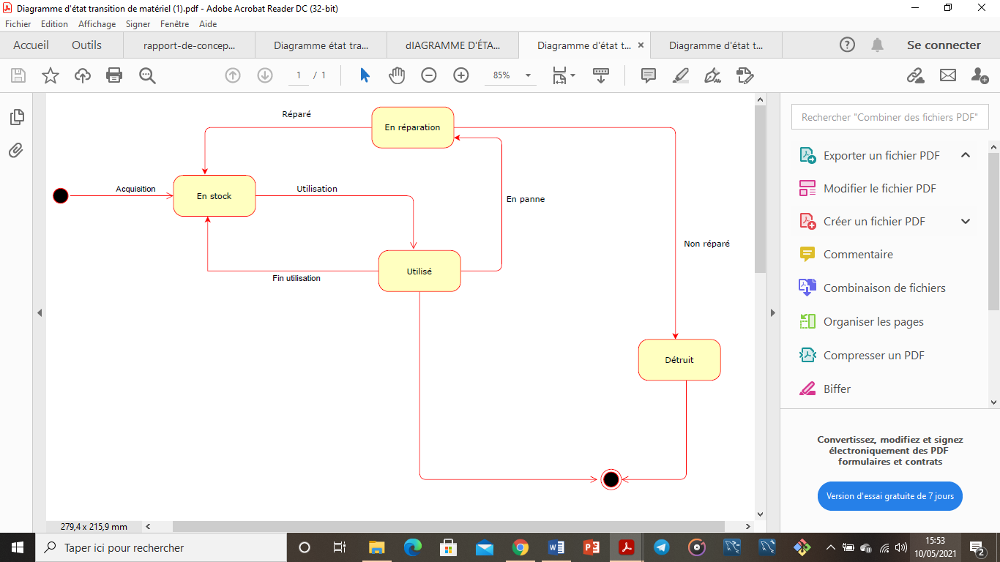 Diagramme d'état transition de matériel (1).pdf - Adobe Acrobat Reader DC (32-bit)
Fichier Edition Affichage Signer Fenêtre Aide
Accueil Outils rapport-de-concep... Diagramme état tra... dIAGRAMME D'ÉTA... Diagramme d'état t... × Diagramme d'état t... Se connecter
1 / 1 85%
Rechercher "Combiner des fichiers PDF"
Exporter un fichier PDF
Modifier le fichier PDF
Créer un fichier PDF
Commentaire
Combinaison de fichiers
Organiser les pages
Compresser un PDF
Biffer
Convertissez, modifiez et signez
électroniquement des PDF
formulaires et contrats
Version d'essai gratuite de 7 jours
Réparé
En réparation
Acquisition
En stock
Utilisation
En panne
Non réparé
Utilisé
Fin utilisation
Détruit
279,4 x 215,9 mm
Taper ici pour rechercher
15:53
10/05/2021
2